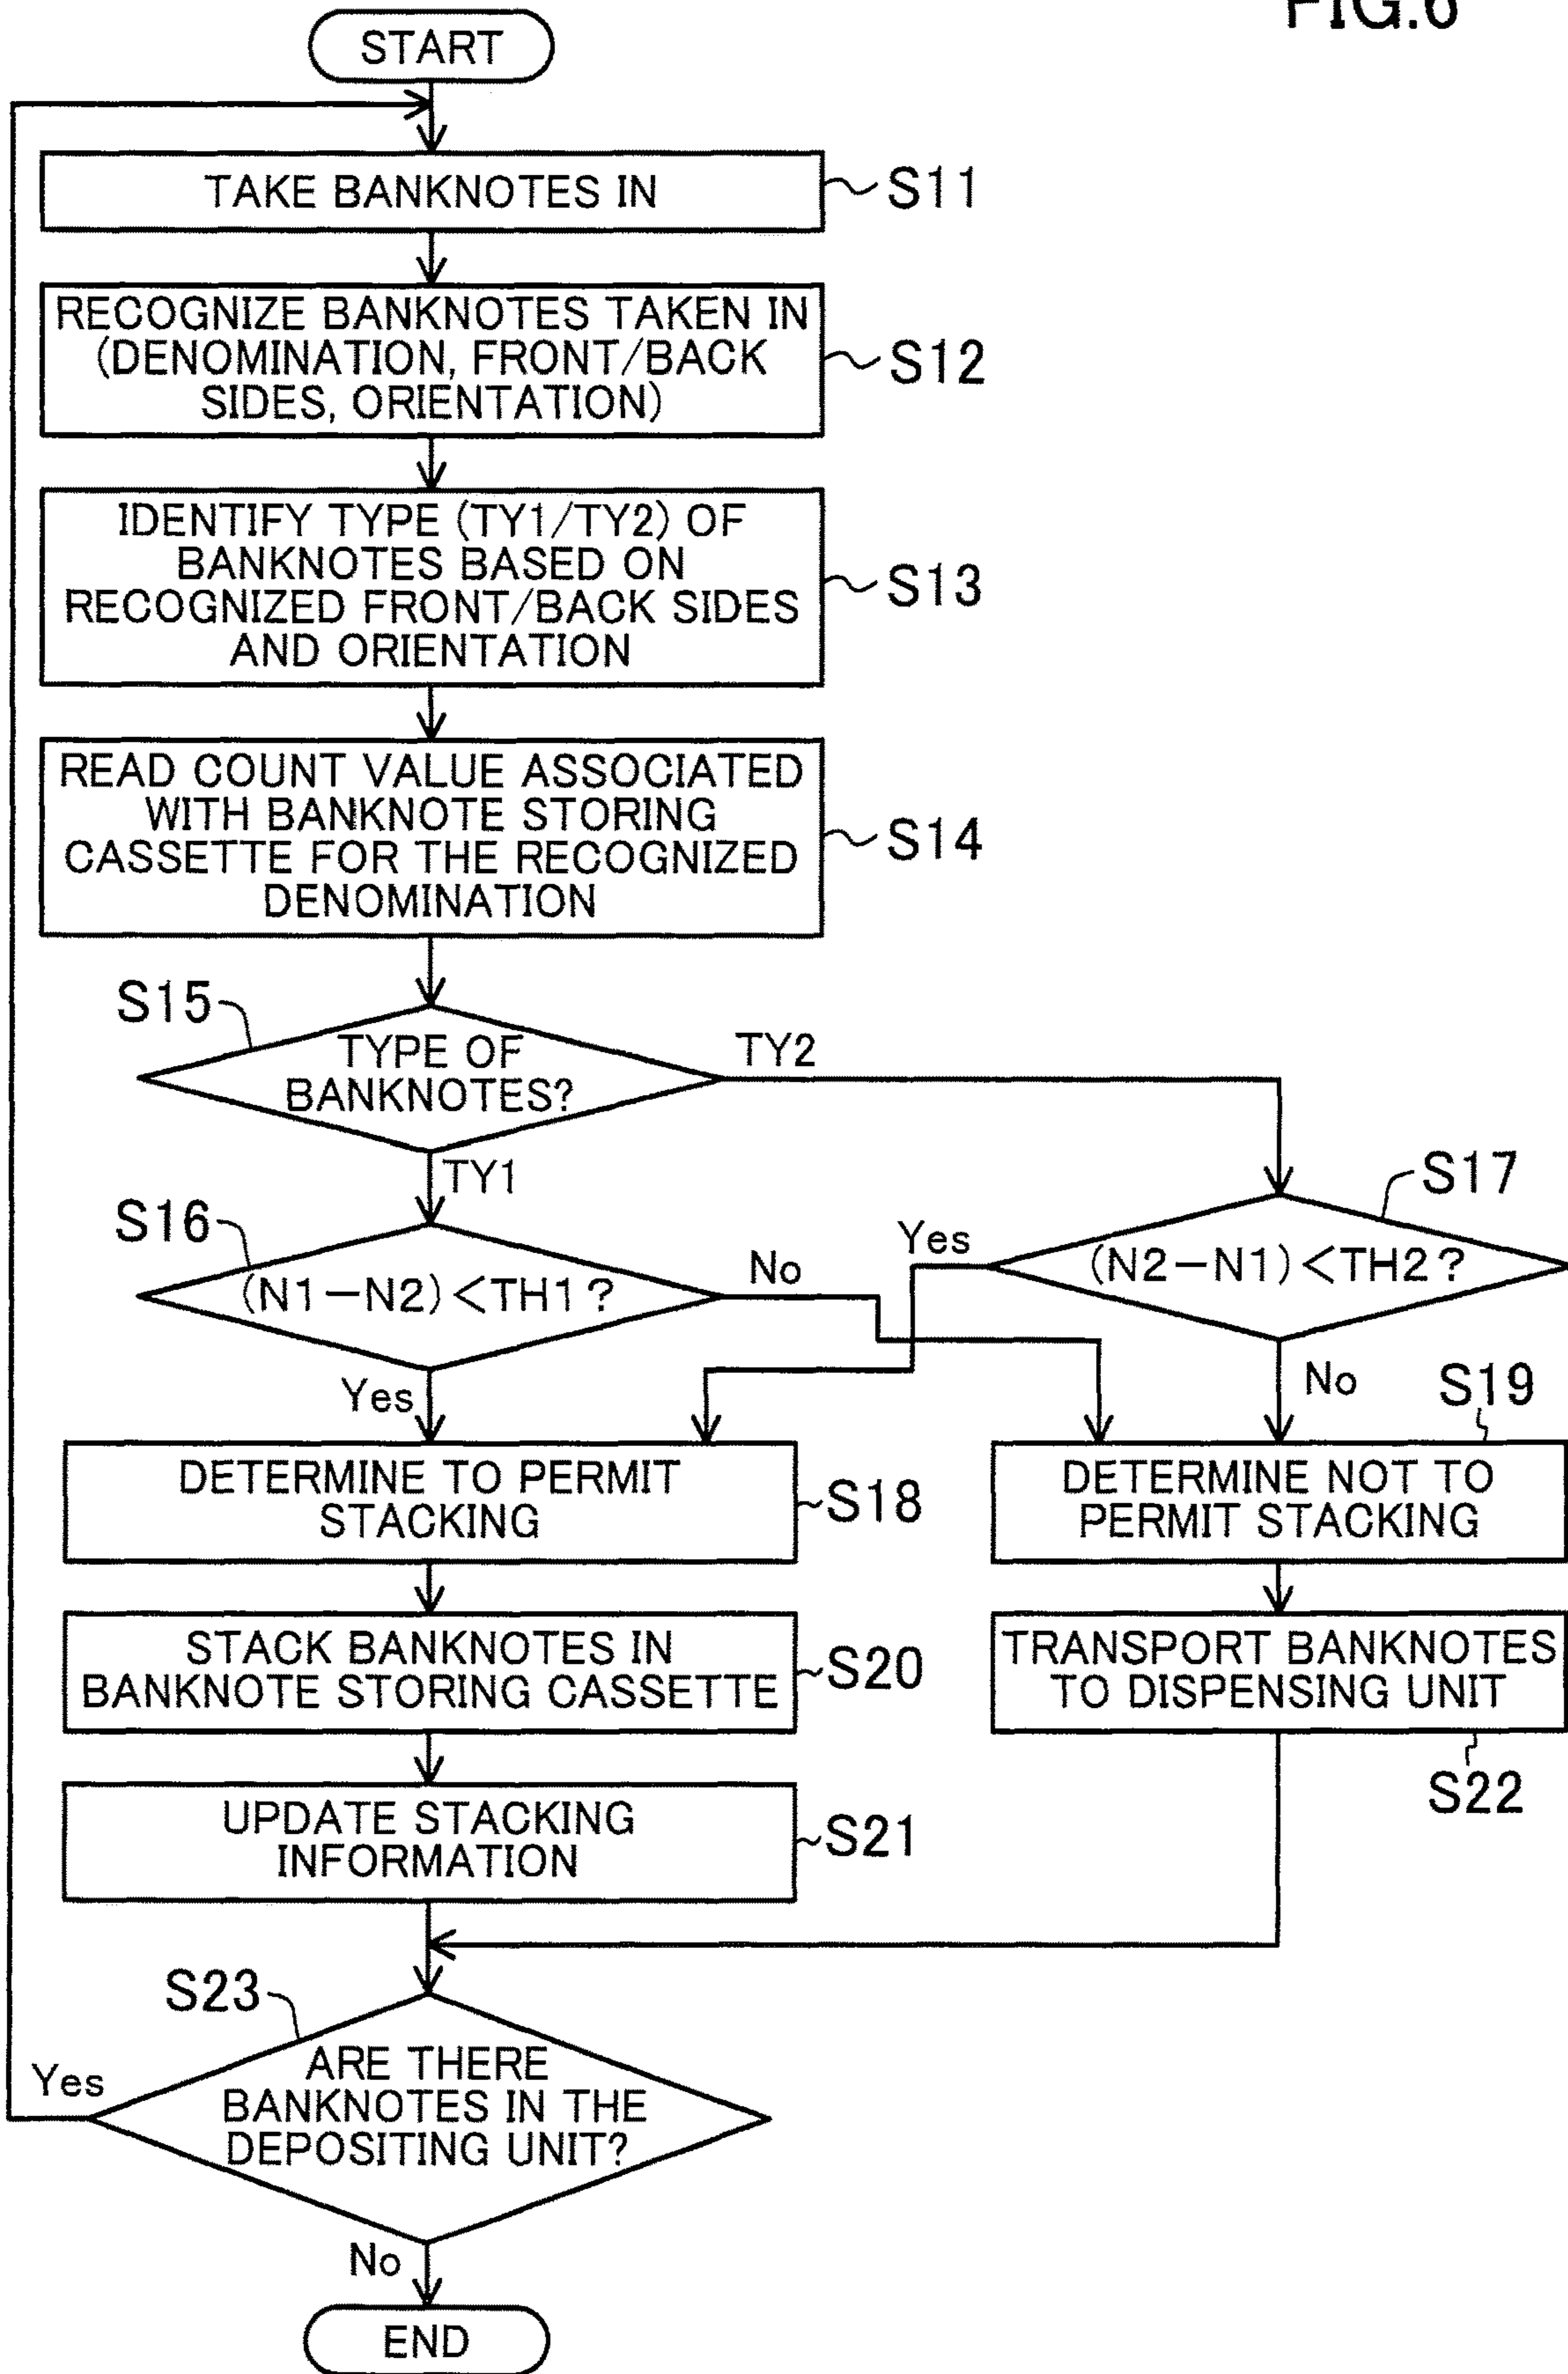 FIG.6
START
TAKE BANKNOTES IN
S11
RECOGNIZE BANKNOTES TAKEN IN
(DENOMINATION, FRONT/BACK
SIDES, ORIENTATION)
S12
IDENTIFY TYPE (TY1/TY2) OF
BANKNOTES BASED ON
RECOGNIZED FRONT/BACK SIDES
AND ORIENTATION
S13
READ COUNT VALUE ASSOCIATED
WITH BANKNOTE STORING
CASSETTE FOR THE RECOGNIZED
DENOMINATION
S14
S15
TYPE OF
BANKNOTES?
TY2
TY1
S16
(N1-N2)<TH1?
No
Yes
S17
(N2-N1)<TH2?
Yes
No
DETERMINE TO PERMIT
STACKING
S18
S19
DETERMINE NOT TO
PERMIT STACKING
STACK BANKNOTES IN
BANKNOTE STORING CASSETTE
S20
TRANSPORT BANKNOTES
TO DISPENSING UNIT
S22
UPDATE STACKING
INFORMATION
S21
S23
ARE THERE
BANKNOTES IN THE
DEPOSITING UNIT?
Yes
No
END